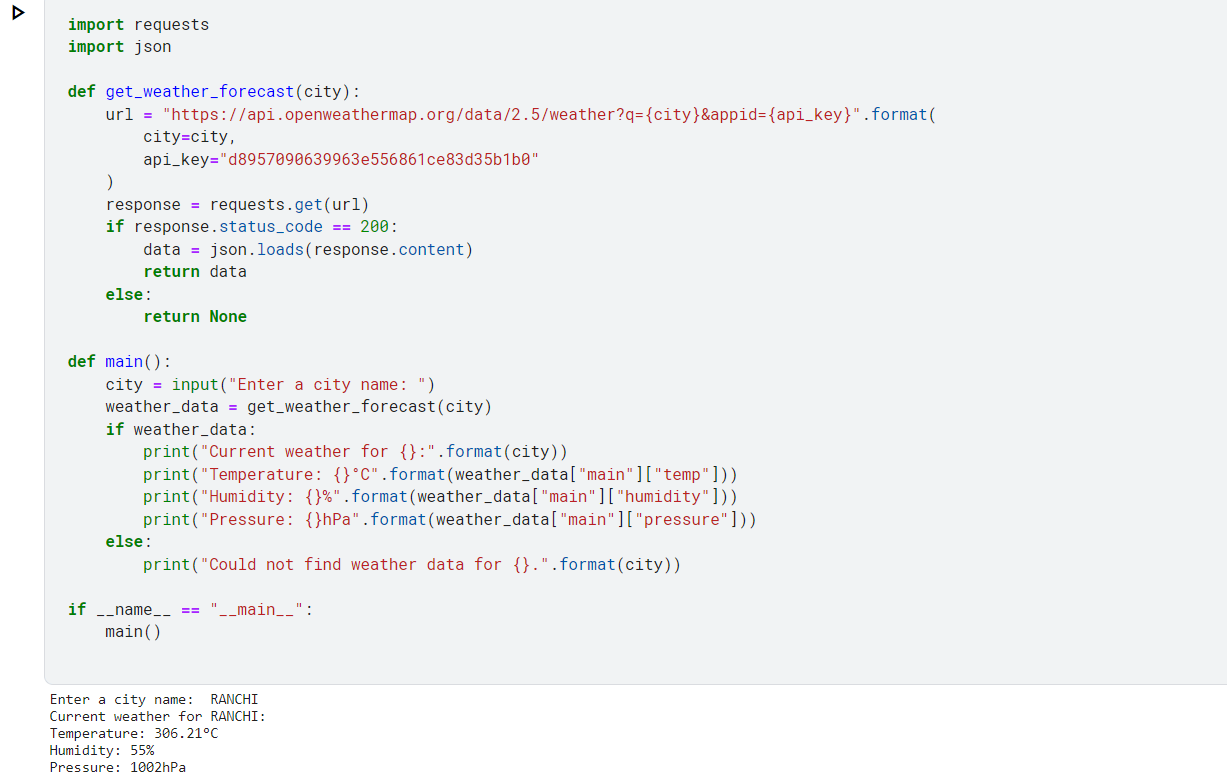 import requests
import json
def get_weather_forecast(city):
    url = "https://api.openweathermap.org/data/2.5/weather?q={city}&appid={api_key}".format(
        city=city,
        api_key="d8957090639963e556861ce83d35b1b0"
    )
    response = requests.get(url)
    if response.status_code == 200:
        data = json.loads(response.content)
        return data
    else:
        return None
def main():
    city = input("Enter a city name: ")
    weather_data = get_weather_forecast(city)
    if weather_data:
        print("Current weather for {}:".format(city))
        print("Temperature: {}°C".format(weather_data["main"]["temp"]))
        print("Humidity: {}%".format(weather_data["main"]["humidity"]))
        print("Pressure: {}hPa".format(weather_data["main"]["pressure"]))
    else:
        print("Could not find weather data for {}.".format(city))
if __name__ == "__main__":
    main()
Enter a city name:  RANCHI
Current weather for RANCHI:
Temperature: 306.21°C
Humidity: 55%
Pressure: 1002hPa